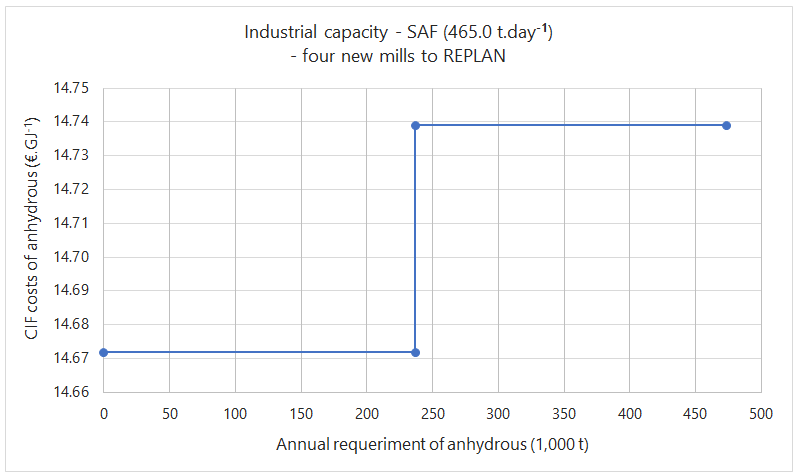 Industrial capacity - SAF (465.0 t.day⁻¹)
- four new mills to REPLAN
CIF costs of anhydrous (€.GJ⁻¹)
14.75
14.74
14.73
14.72
14.71
14.70
14.69
14.68
14.67
14.66
0 50 100 150 200 250 300 350 400 450 500
Annual requeriment of anhydrous (1,000 t)